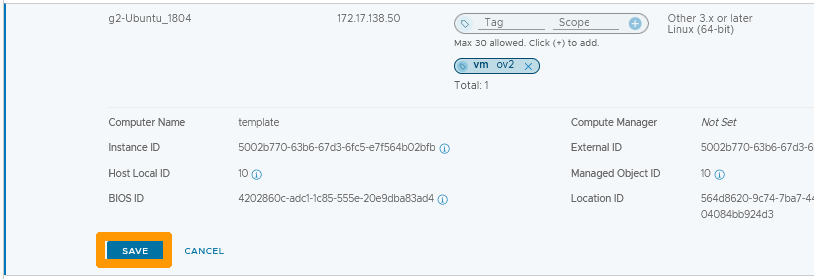 g2-Ubuntu_1804 172.17.138.50 Tag Scope Other 3.x or later
Linux (64-bit)
Max 30 allowed. Click (+) to add.
vm ov2
Total: 1
Computer Name template Compute Manager Not Set
Instance ID 5002b770-63b6-67d3-6fc5-e7f564b02bfb External ID 5002b770-63b6-67d3-6
Host Local ID 10 Managed Object ID 10
BIOS ID 4202860c-adc1-1c85-555e-20e9dba83ad4 Location ID 564d8620-9c74-7ba7-44
04084bb924d3
SAVE CANCEL